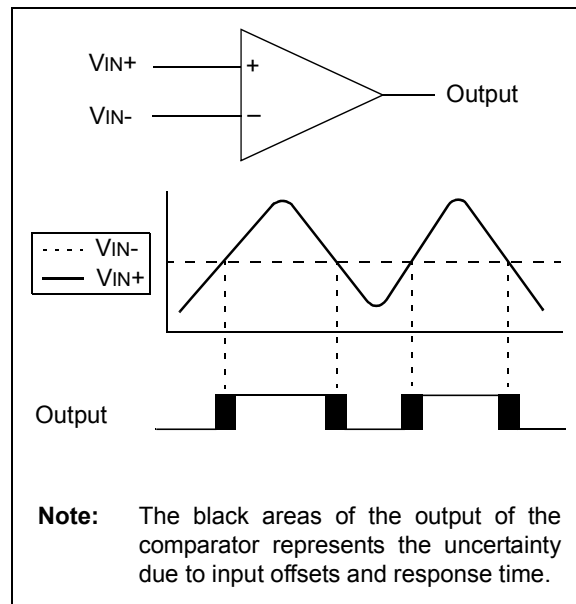 VIN+
+
Output
VIN-
–
VIN-
VIN+
Output
Note: The black areas of the output of the
comparator represents the uncertainty
due to input offsets and response time.